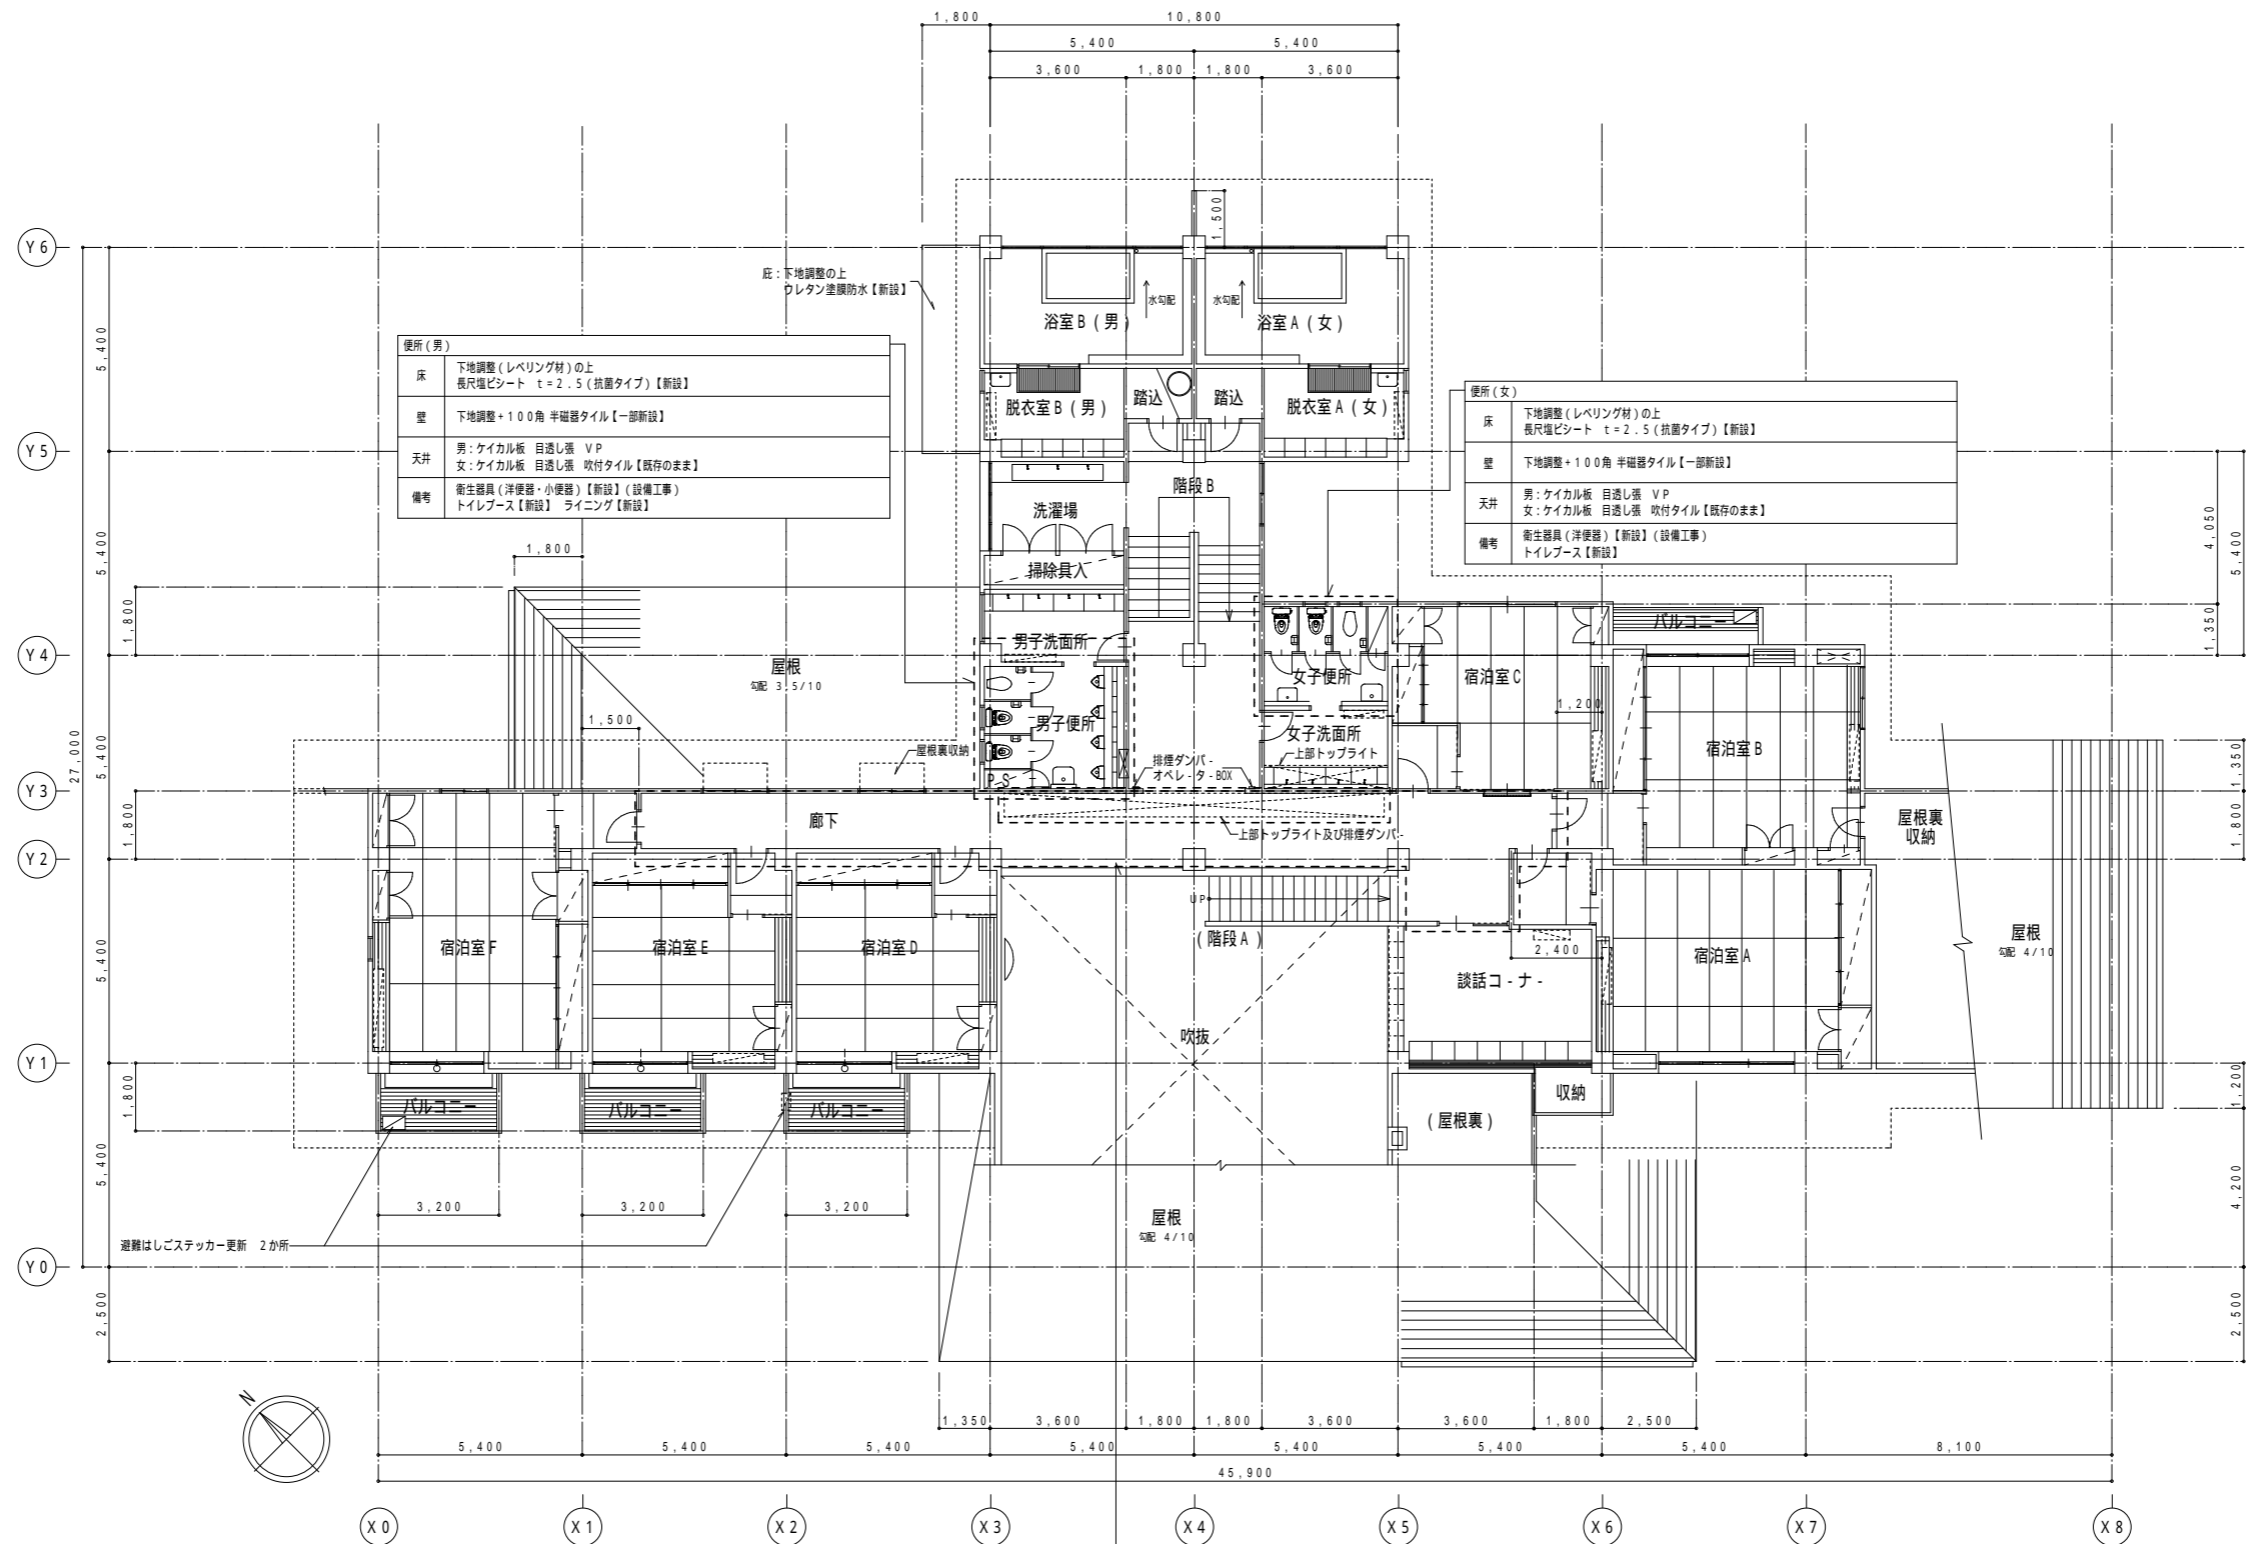 1,800
10,800
5,400
5,400
3,600
1,800
1,800
3,600
1,500
Y6
Y5
Y4
Y3
Y2
Y1
Y0
27,000
5,400
5,400
5,400
5,400
5,400
2,500
1,800
1,800
1,800
庇：下地調整の上
ウレタン塗膜防水【新設】
便所(男)
床
下地調整(レベリング材)の上
長尺塩ビシート t=2.5(抗菌タイプ)【新設】
壁
下地調整+100角 半磁器タイル【一部新設】
天井
男：ケイカル板 目透し張 VP
女：ケイカル板 目透し張 吹付タイル【既存のまま】
備考
衛生器具(洋便器・小便器)【新設】(設備工事)
トイレブース【新設】 ライニング【新設】
便所(女)
床
下地調整(レベリング材)の上
長尺塩ビシート t=2.5(抗菌タイプ)【新設】
壁
下地調整+100角 半磁器タイル【一部新設】
天井
男：ケイカル板 目透し張 VP
女：ケイカル板 目透し張 吹付タイル【既存のまま】
備考
衛生器具(洋便器)【新設】(設備工事)
トイレブース【新設】
水勾配
水勾配
浴室B(男)
浴室A(女)
脱衣室B(男)
踏込
踏込
脱衣室A(女)
階段B
洗濯場
掃除具入
男子洗面所
男子便所
PS
女子便所
女子洗面所
上部トップライト
排煙ダンパ-
オペレ-タ-BOX
上部トップライト及び排煙ダンパ-
1,800
屋根
勾配 3.5/10
1,500
屋根裏収納
廊下
宿泊室C
1,200
バルコニー
宿泊室B
屋根裏
収納
宿泊室F
宿泊室E
宿泊室D
UP
(階段A)
吹抜
2,400
談話コ-ナ-
宿泊室A
屋根
勾配 4/10
バルコニー
バルコニー
バルコニー
収納
(屋根裏)
3,200
3,200
3,200
避難はしごステッカー更新 2か所
屋根
勾配 4/10
4,050
5,400
1,350
1,350
1,800
1,200
4,200
2,500
N
1,350
3,600
1,800
1,800
3,600
3,600
1,800
2,500
5,400
5,400
5,400
5,400
5,400
5,400
5,400
8,100
45,900
X0
X1
X2
X3
X4
X5
X6
X7
X8